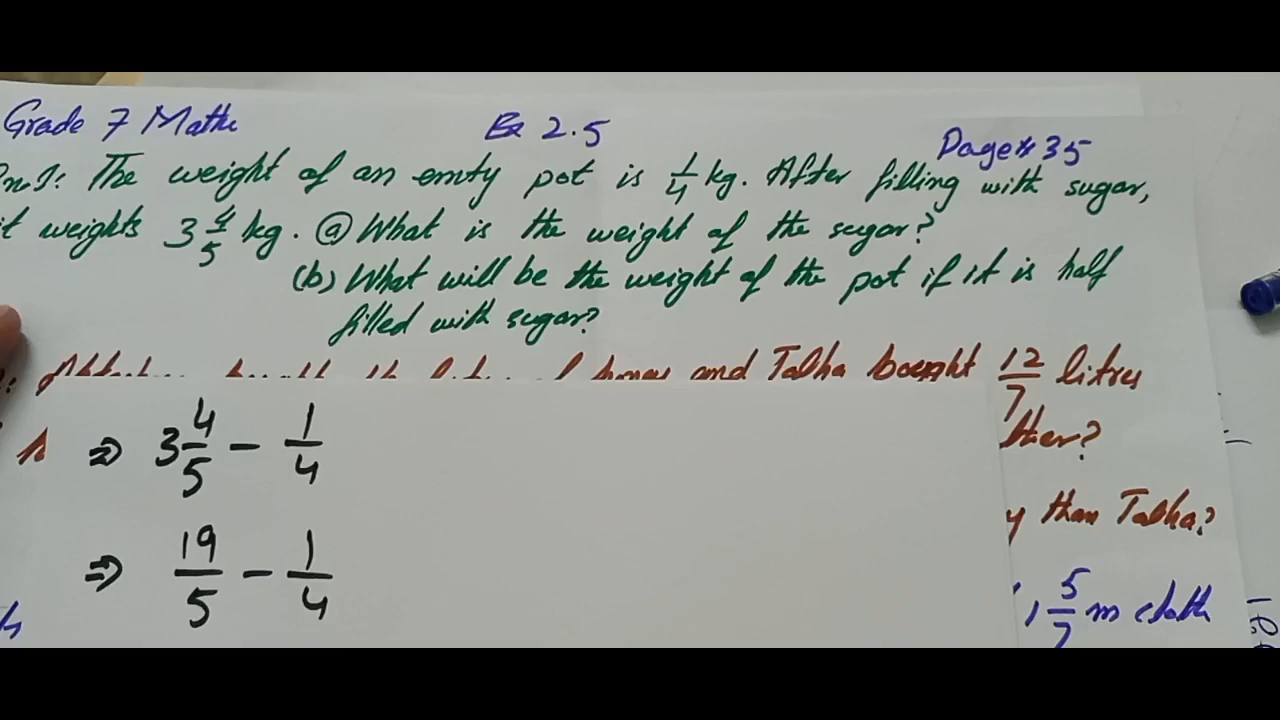 Grade 7 Maths
Ex 2.5
Page# 35
The weight of an emty pot is 1/4 kg. After filling with sugar,
it weights 3 4/5 kg. (a) What is the weight of the sugar?
(b) What will be the weight of the pot if it is half
filled with sugar?
and Talha bought 12/7 litres
⇒ 3 4/5 - 1/4
ther?
y than Talha?
⇒ 19/5 - 1/4
1 5/7 m cloth